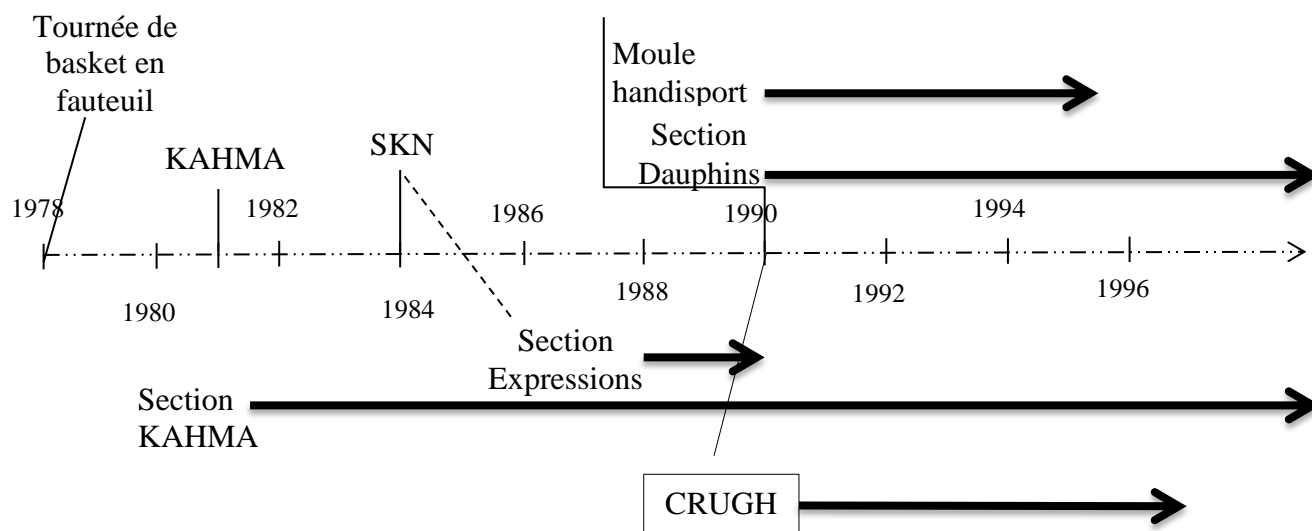 Tournée de
basket en
fauteuil
Moule
handisport
KAHMA
SKN
Section
Dauphins
1978
1982
1986
1990
1994
1980
1984
1988
1992
1996
Section
Expressions
Section
KAHMA
CRUGH